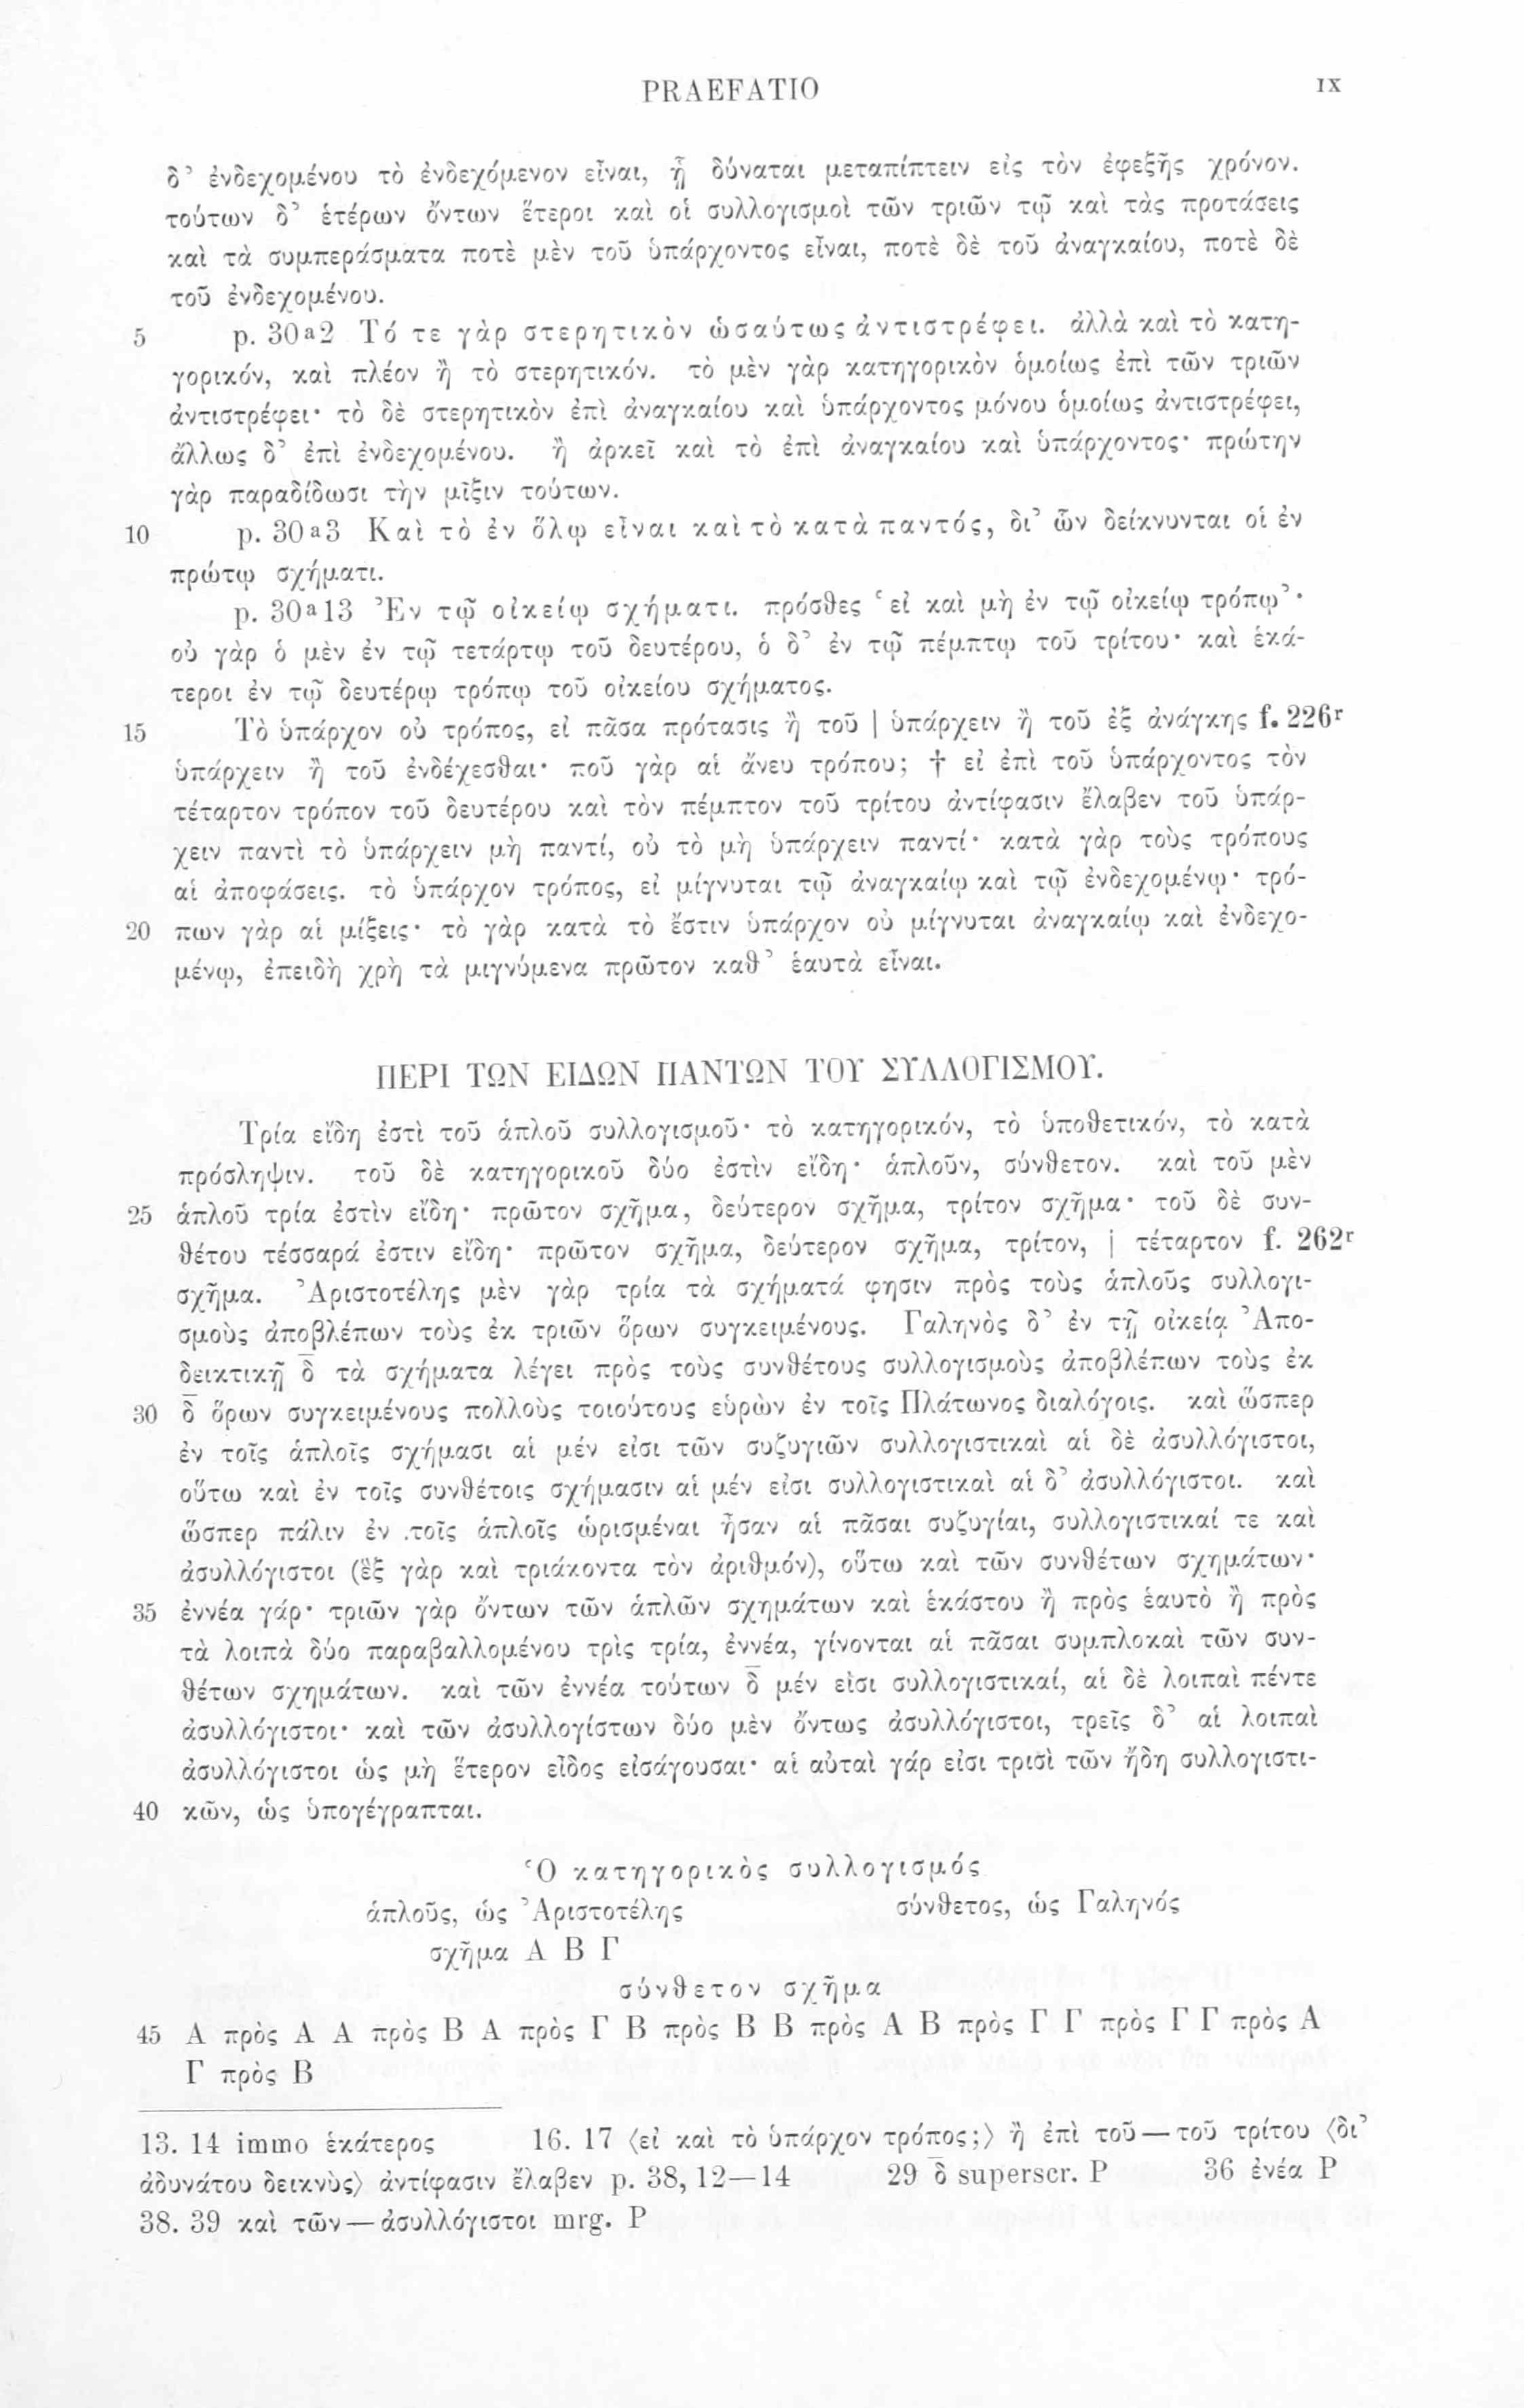 PRAEFATIO IX
δ’ ἐνδεχομένου τὸ ἐνδεχόμενον εἶναι, ᾗ δύναται μεταπίπτειν εἰς τὸν ἐφεξῆς χρόνον.
τούτων δ’ ἑτέρων ὄντων ἕτεροι καὶ οἱ συλλογισμοὶ τῶν τριῶν τῷ καὶ τὰς προτάσεις
καὶ τὰ συμπεράσματα ποτὲ μὲν τοῦ ὑπάρχοντος εἶναι, ποτὲ δὲ τοῦ ἀναγκαίου, ποτὲ δὲ
τοῦ ἐνδεχομένου.
5 p. 30a2 Τό τε γὰρ στερητικὸν ὡσαύτως ἀντιστρέφει. ἀλλὰ καὶ τὸ κατη-
γορικόν, καὶ πλέον ἢ τὸ στερητικόν. τὸ μὲν γὰρ κατηγορικὸν ὁμοίως ἐπὶ τῶν τριῶν
ἀντιστρέφει· τὸ δὲ στερητικὸν ἐπὶ ἀναγκαίου καὶ ὑπάρχοντος μόνου ὁμοίως ἀντιστρέφει,
ἄλλως δ’ ἐπὶ ἐνδεχομένου. ἢ ἀρκεῖ καὶ τὸ ἐπὶ ἀναγκαίου καὶ ὑπάρχοντος· πρώτην
γὰρ παραδίδωσι τὴν μῖξιν τούτων.
10 p. 30a3 Καὶ τὸ ἐν ὅλῳ εἶναι καὶ τὸ κατὰ παντός, δι’ ὧν δείκνυνται οἱ ἐν
πρώτῳ σχήματι.
p. 30a13 Ἐν τῷ οἰκείῳ σχήματι. πρόσθες ‘εἰ καὶ μὴ ἐν τῷ οἰκείῳ τρόπῳ’·
οὐ γὰρ ὁ μὲν ἐν τῷ τετάρτῳ τοῦ δευτέρου, ὁ δ’ ἐν τῷ πέμπτῳ τοῦ τρίτου· καὶ ἑκά-
τεροι ἐν τῷ δευτέρῳ τρόπῳ τοῦ οἰκείου σχήματος.
15 Τὸ ὑπάρχον οὐ τρόπος, εἰ πᾶσα πρότασις ἢ τοῦ | ὑπάρχειν ἢ τοῦ ἐξ ἀνάγκης f. 226r
ὑπάρχειν ἢ τοῦ ἐνδέχεσθαι· ποῦ γὰρ αἱ ἄνευ τρόπου; † εἰ ἐπὶ τοῦ ὑπάρχοντος τὸν
τέταρτον τρόπον τοῦ δευτέρου καὶ τὸν πέμπτον τοῦ τρίτου ἀντίφασιν ἔλαβεν τοῦ ὑπάρ-
χειν παντὶ τὸ ὑπάρχειν μὴ παντί, οὐ τὸ μὴ ὑπάρχειν παντί· κατὰ γὰρ τοὺς τρόπους
αἱ ἀποφάσεις. τὸ ὑπάρχον τρόπος, εἰ μίγνυται τῷ ἀναγκαίῳ καὶ τῷ ἐνδεχομένῳ· τρό-
20 πων γὰρ αἱ μίξεις· τὸ γὰρ κατὰ τὸ ἔστιν ὑπάρχον οὐ μίγνυται ἀναγκαίῳ καὶ ἐνδεχο-
μένῳ, ἐπειδὴ χρὴ τὰ μιγνύμενα πρῶτον καθ’ ἑαυτὰ εἶναι.
ΠΕΡΙ ΤΩΝ ΕΙΔΩΝ ΠΑΝΤΩΝ ΤΟΥ ΣΥΛΛΟΓΙΣΜΟΥ.
Τρία εἴδη ἐστὶ τοῦ ἁπλοῦ συλλογισμοῦ· τὸ κατηγορικόν, τὸ ὑποθετικόν, τὸ κατὰ
πρόσληψιν. τοῦ δὲ κατηγορικοῦ δύο ἐστὶν εἴδη· ἁπλοῦν, σύνθετον. καὶ τοῦ μὲν
25 ἁπλοῦ τρία ἐστὶν εἴδη· πρῶτον σχῆμα, δεύτερον σχῆμα, τρίτον σχῆμα· τοῦ δὲ συν-
θέτου τέσσαρά ἐστιν εἴδη· πρῶτον σχῆμα, δεύτερον σχῆμα, τρίτον, | τέταρτον f. 262r
σχῆμα. Ἀριστοτέλης μὲν γὰρ τρία τὰ σχήματά φησιν πρὸς τοὺς ἁπλοῦς συλλογι-
σμοὺς ἀποβλέπων τοὺς ἐκ τριῶν ὅρων συγκειμένους. Γαληνὸς δ’ ἐν τῇ οἰκείᾳ Ἀπο-
δεικτικῇ δ̅ τὰ σχήματα λέγει πρὸς τοὺς συνθέτους συλλογισμοὺς ἀποβλέπων τοὺς ἐκ
30 δ̅ ὅρων συγκειμένους πολλοὺς τοιούτους εὑρὼν ἐν τοῖς Πλάτωνος διαλόγοις. καὶ ὥσπερ
ἐν τοῖς ἁπλοῖς σχήμασι αἱ μέν εἰσι τῶν συζυγιῶν συλλογιστικαὶ αἱ δὲ ἀσυλλόγιστοι,
οὕτω καὶ ἐν τοῖς συνθέτοις σχήμασιν αἱ μέν εἰσι συλλογιστικαὶ αἱ δ’ ἀσυλλόγιστοι. καὶ
ὥσπερ πάλιν ἐν τοῖς ἁπλοῖς ὡρισμέναι ἦσαν αἱ πᾶσαι συζυγίαι, συλλογιστικαί τε καὶ
ἀσυλλόγιστοι (ἓξ γὰρ καὶ τριάκοντα τὸν ἀριθμόν), οὕτω καὶ τῶν συνθέτων σχημάτων·
35 ἐννέα γάρ· τριῶν γὰρ ὄντων τῶν ἁπλῶν σχημάτων καὶ ἑκάστου ἢ πρὸς ἑαυτὸ ἢ πρὸς
τὰ λοιπὰ δύο παραβαλλομένου τρὶς τρία, ἐννέα, γίνονται αἱ πᾶσαι συμπλοκαὶ τῶν συν-
θέτων σχημάτων. καὶ τῶν ἐννέα τούτων δ̅ μέν εἰσι συλλογιστικαί, αἱ δὲ λοιπαὶ πέντε
ἀσυλλόγιστοι· καὶ τῶν ἀσυλλογίστων δύο μὲν ὄντως ἀσυλλόγιστοι, τρεῖς δ’ αἱ λοιπαὶ
ἀσυλλόγιστοι ὡς μὴ ἕτερον εἶδος εἰσάγουσαι· αἱ αὐταὶ γάρ εἰσι τρισὶ τῶν ἤδη συλλογιστι-
40 κῶν, ὡς ὑπογέγραπται.
Ὁ κατηγορικὸς συλλογισμός
ἁπλοῦς, ὡς Ἀριστοτέλης σύνθετος, ὡς Γαληνός
σχῆμα Α Β Γ
σύνθετον σχῆμα
45 Α πρὸς Α Α πρὸς Β Α πρὸς Γ Β πρὸς Β Β πρὸς Α Β πρὸς Γ Γ πρὸς Γ Γ πρὸς Α
Γ πρὸς Β
13. 14 immo ἑκάτερος 16. 17 ⟨εἰ καὶ τὸ ὑπάρχον τρόπος;⟩ ἢ ἐπὶ τοῦ — τοῦ τρίτου ⟨δι’
ἀδυνάτου δεικνὺς⟩ ἀντίφασιν ἔλαβεν p. 38, 12—14 29 δ̅ superscr. P 36 ἐνέα P
38. 39 καὶ τῶν — ἀσυλλόγιστοι mrg. P